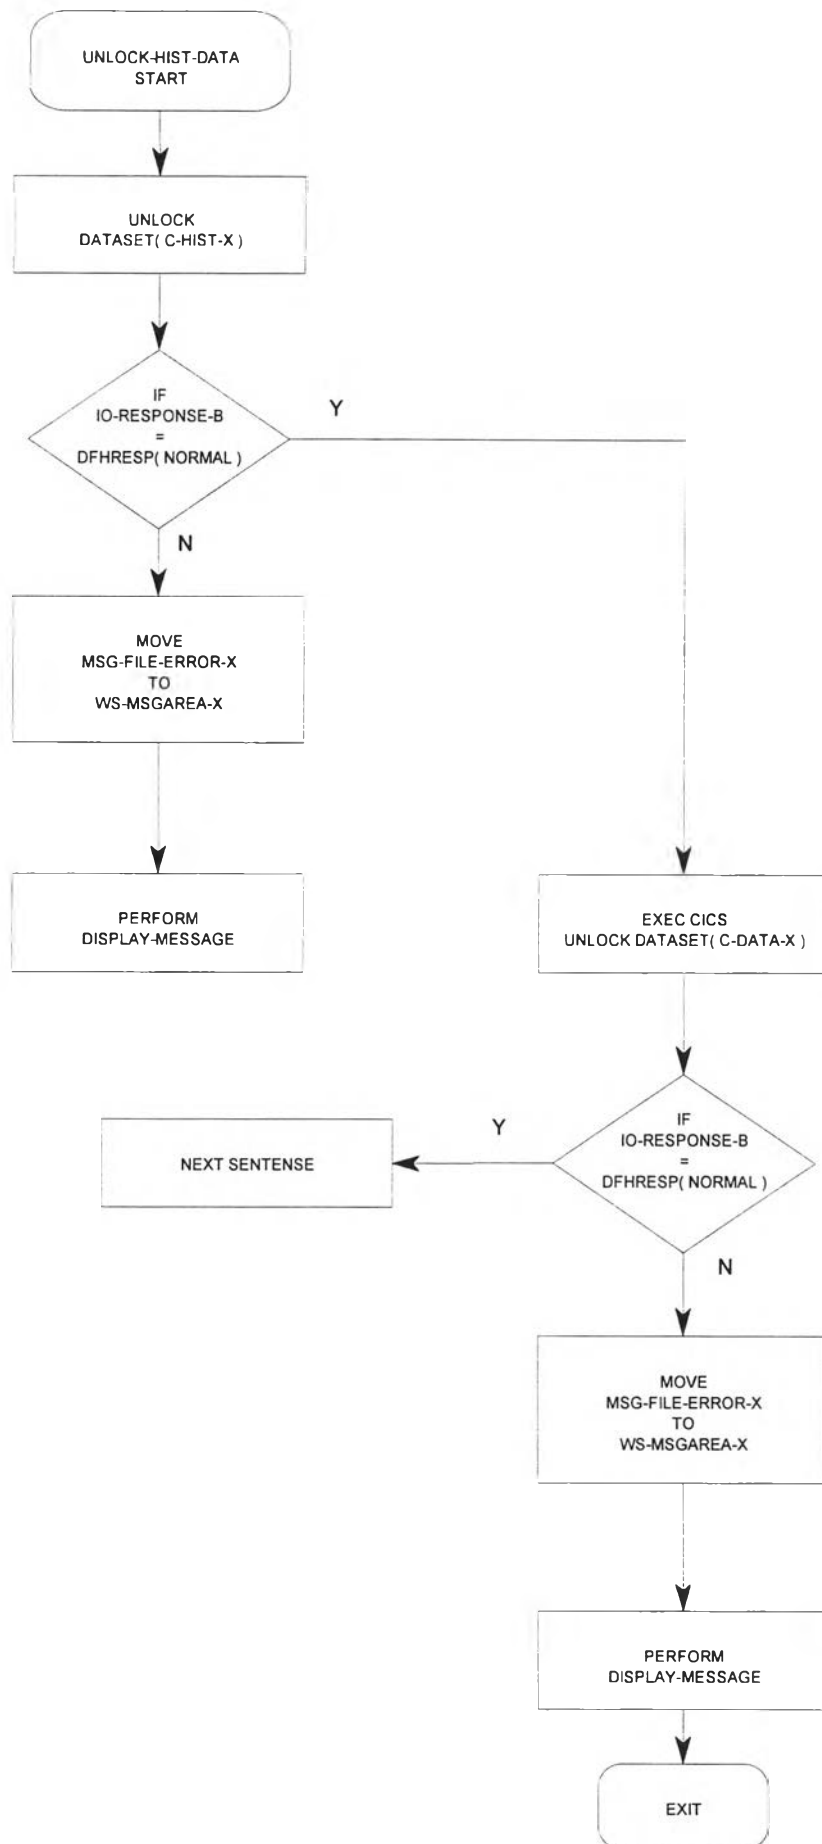 UNLOCK-HIST-DATA
START
UNLOCK
DATASET( C-HIST-X )
IF
IO-RESPONSE-B
=
DFHRESP( NORMAL )
Y
N
MOVE
MSG-FILE-ERROR-X
TO
WS-MSGAREA-X
PERFORM
DISPLAY-MESSAGE
EXEC CICS
UNLOCK DATASET( C-DATA-X )
IF
IO-RESPONSE-B
=
DFHRESP( NORMAL )
Y
NEXT SENTENSE
N
MOVE
MSG-FILE-ERROR-X
TO
WS-MSGAREA-X
PERFORM
DISPLAY-MESSAGE
EXIT